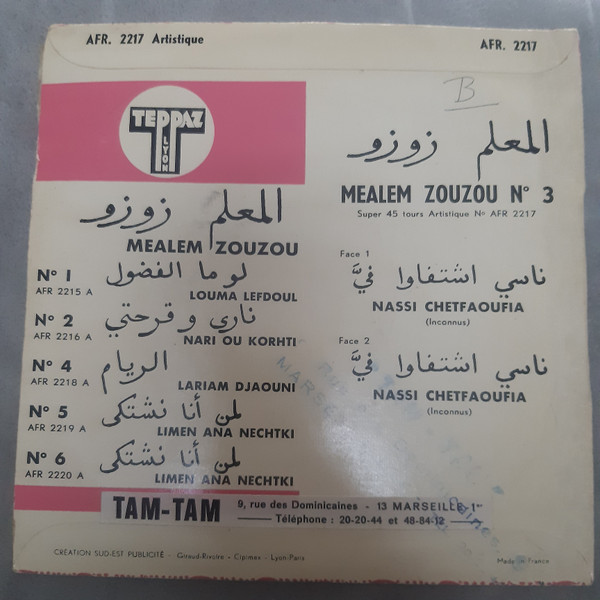 AFR. 2217 Artistique
AFR. 2217
B
TEPPAZ
LYON
المعلم زوزو
MEALEM ZOUZOU
N° 1
لوما الفضول
AFR 2215 A
LOUMA LEFDOUL
N° 2
ناري و قرحتي
AFR 2216 A
NARI OU KORHTI
N° 4
الريام
AFR 2218 A
LARIAM DJAOUNI
N° 5
لمن أنا نشتكى
AFR 2219 A
LIMEN ANA NECHTKI
N° 6
لمن أنا نشتكى
AFR 2220 A
LIMEN ANA NECHTKI
المعلم زوزو
MEALEM ZOUZOU N° 3
Super 45 tours Artistique N° AFR 2217
Face 1
ناسي اشتفاوا فيَّ
NASSI CHETFAOUFIA
(Inconnus)
Face 2
ناسي اشتفاوا فيَّ
NASSI CHETFAOUFIA
(Inconnus)
TAM-TAM
9, rue des Dominicaines - 13 MARSEILLE-1er
Téléphone : 20-20-44 et 48-84-12
CRÉATION SUD-EST PUBLICITÉ - Giraud-Rivoire - Cipimex - Lyon-Paris
Made in France